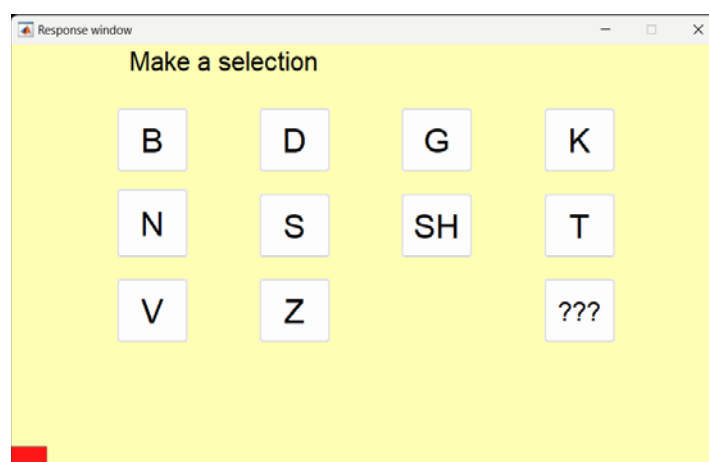 Response window
Make a selection
B D G K
N S SH T
V Z ???